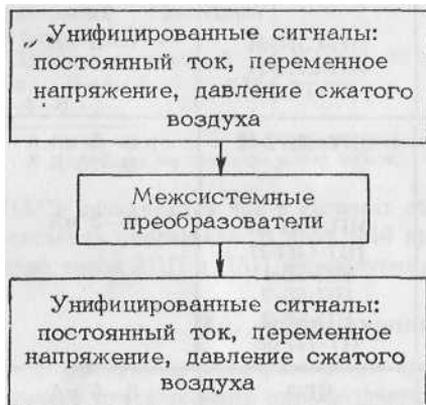 Унифицированные сигналы:
постоянный ток, переменное
напряжение, давление сжатого
воздуха
Межсистемные
преобразователи
Унифицированные сигналы:
постоянный ток, переменное
напряжение, давление сжатого
воздуха